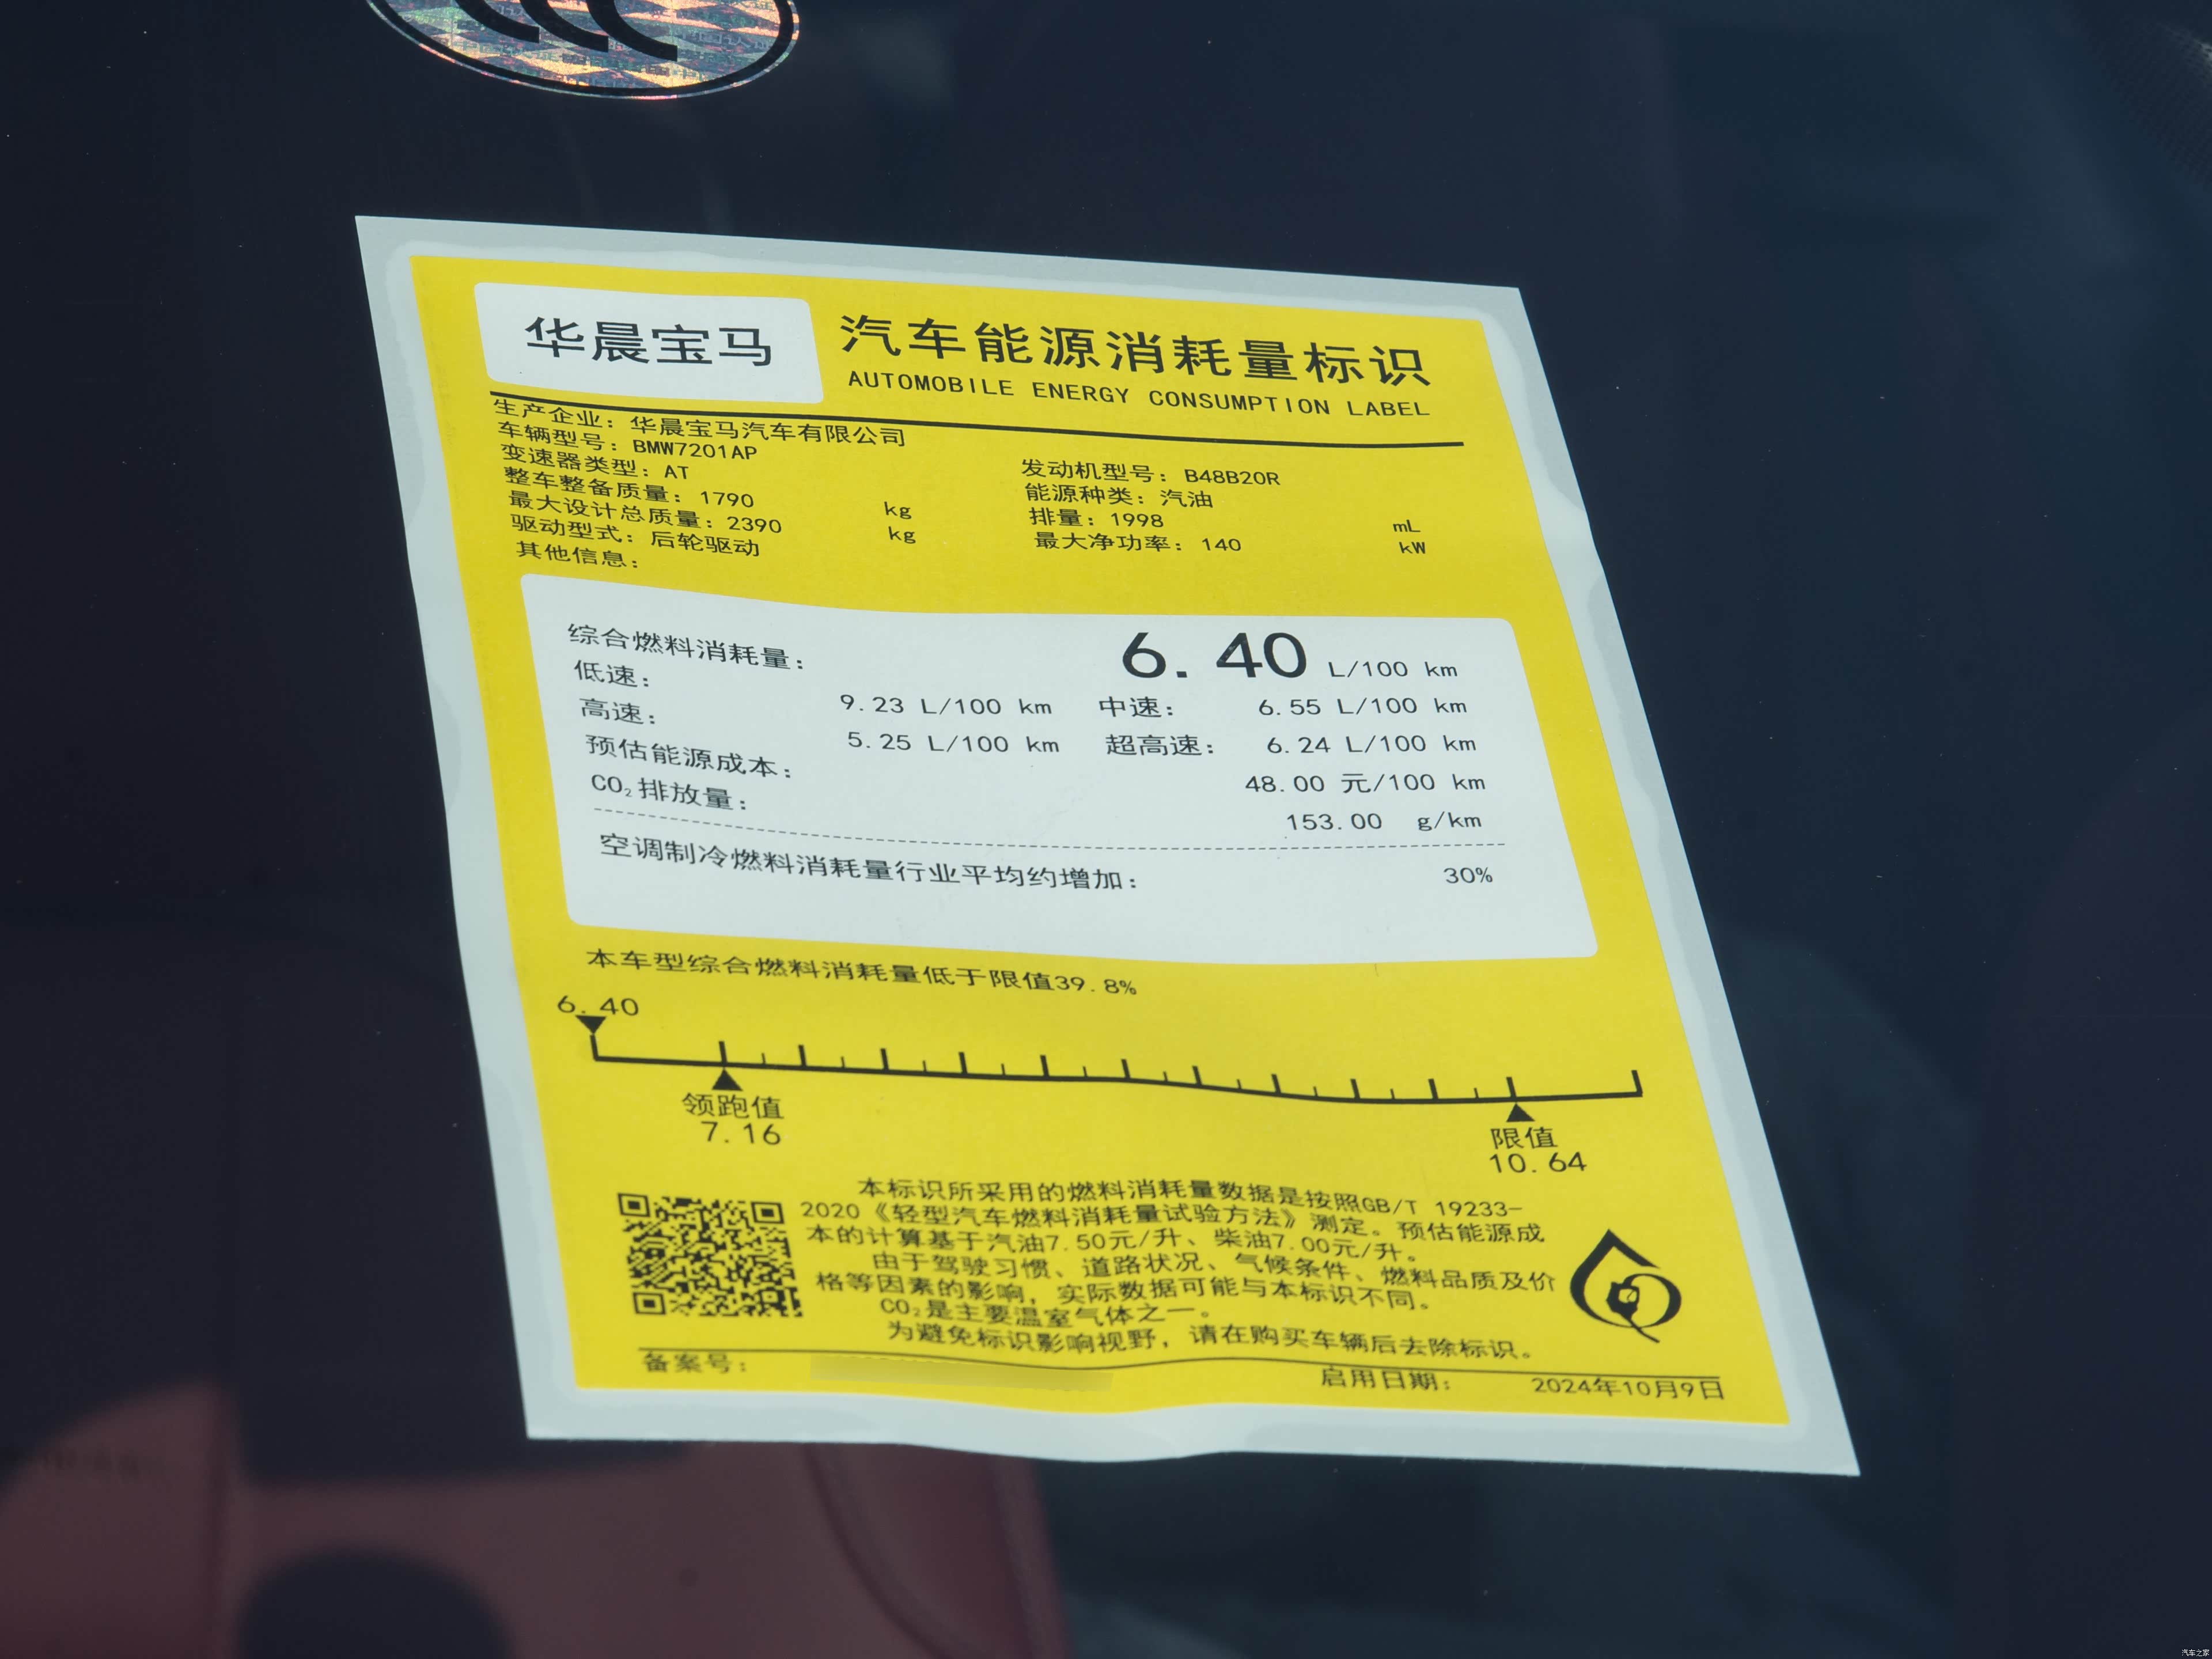 华晨宝马
汽车能源消耗量标识
AUTOMOBILE ENERGY CONSUMPTION LABEL
生产企业：华晨宝马汽车有限公司
车辆型号：BMW7201AP
发动机型号：B48B20R
变速器类型：AT
能源种类：汽油
整车整备质量：1790 kg
排量：1998 mL
最大设计总质量：2390 kg
最大净功率：140 kW
驱动型式：后轮驱动
其他信息：
综合燃料消耗量： 6.40 L/100 km
低速： 9.23 L/100 km 中速： 6.55 L/100 km
高速： 5.25 L/100 km 超高速： 6.24 L/100 km
预估能源成本： 48.00 元/100 km
CO₂排放量： 153.00 g/km
空调制冷燃料消耗量行业平均约增加： 30%
本车型综合燃料消耗量低于限值39.8%
6.40
领跑值
7.16
限值
10.64
本标识所采用的燃料消耗量数据是按照GB/T 19233-
2020《轻型汽车燃料消耗量试验方法》测定。预估能源成
本的计算基于汽油7.50元/升、柴油7.00元/升。
由于驾驶习惯、道路状况、气候条件、燃料品质及价
格等因素的影响，实际数据可能与本标识不同。
CO₂是主要温室气体之一。
为避免标识影响视野，请在购买车辆后去除标识。
备案号：
启用日期： 2024年10月9日
汽车之家